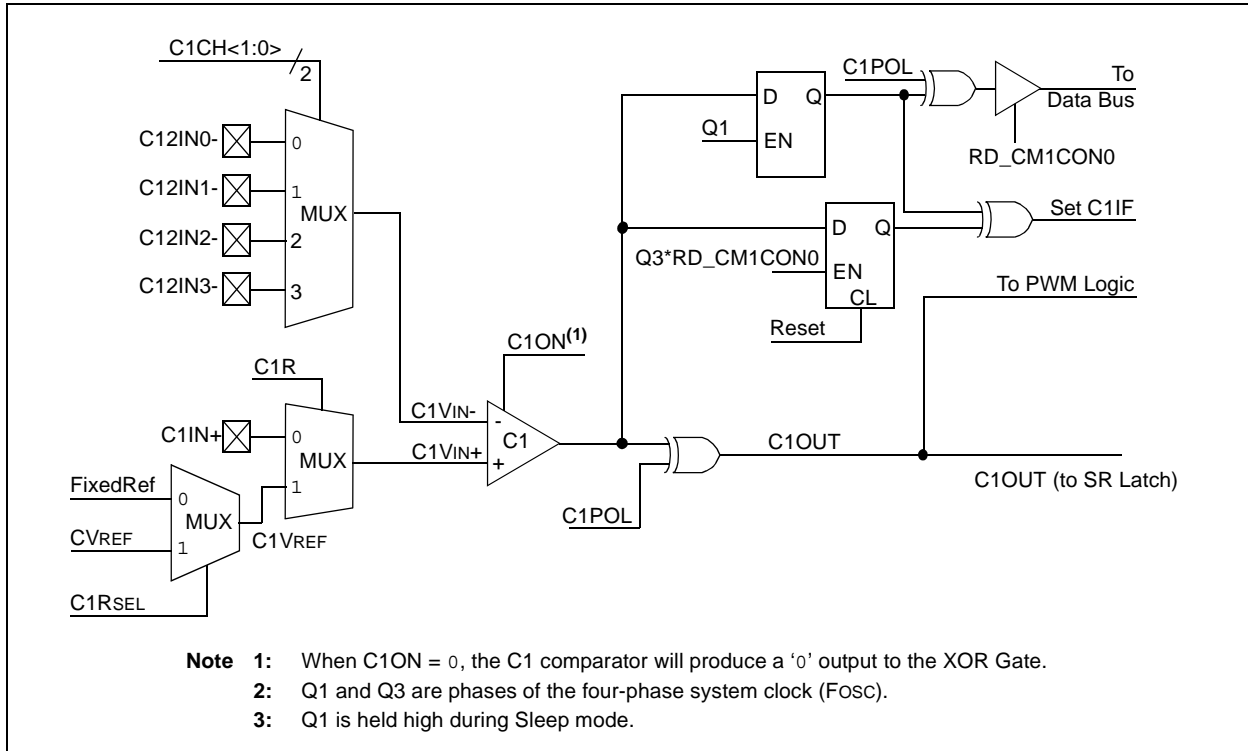 C1CH<1:0>
2
C12IN0-
0
C12IN1-
1
MUX
C12IN2-
2
C12IN3-
3
C1POL
To
Data Bus
D Q
Q1
EN
RD_CM1CON0
Set C1IF
D Q
Q3*RD_CM1CON0
EN
CL
Reset
To PWM Logic
C1ON(1)
C1R
C1VIN-
-
C1
C1IN+
0
MUX
C1VIN+
+
1
C1OUT
C1OUT (to SR Latch)
FixedRef
0
MUX
CVREF
1
C1VREF
C1POL
C1RSEL
Note 1: When C1ON = 0, the C1 comparator will produce a ‘0’ output to the XOR Gate.
2: Q1 and Q3 are phases of the four-phase system clock (FOSC).
3: Q1 is held high during Sleep mode.